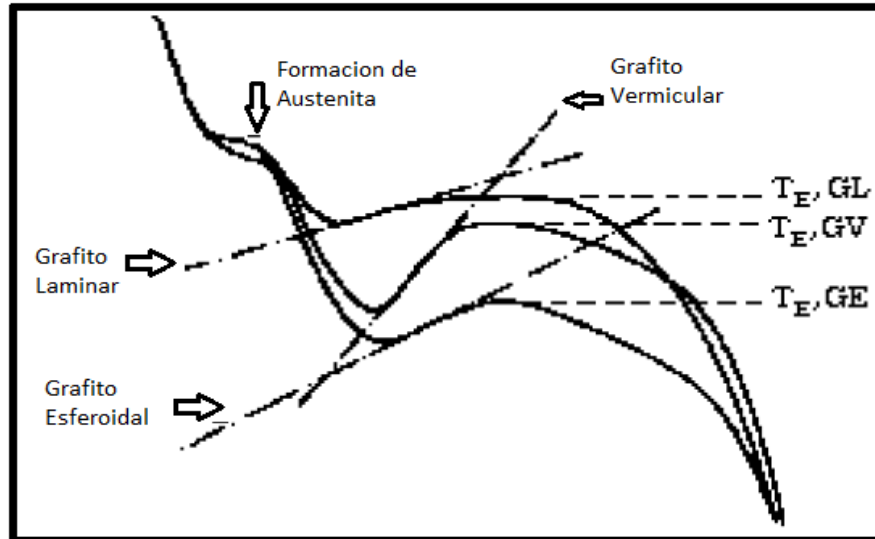 Formacion de
Austenita
Grafito
Vermicular
T_E, GL
T_E, GV
Grafito
Laminar
T_E, GE
Grafito
Esferoidal